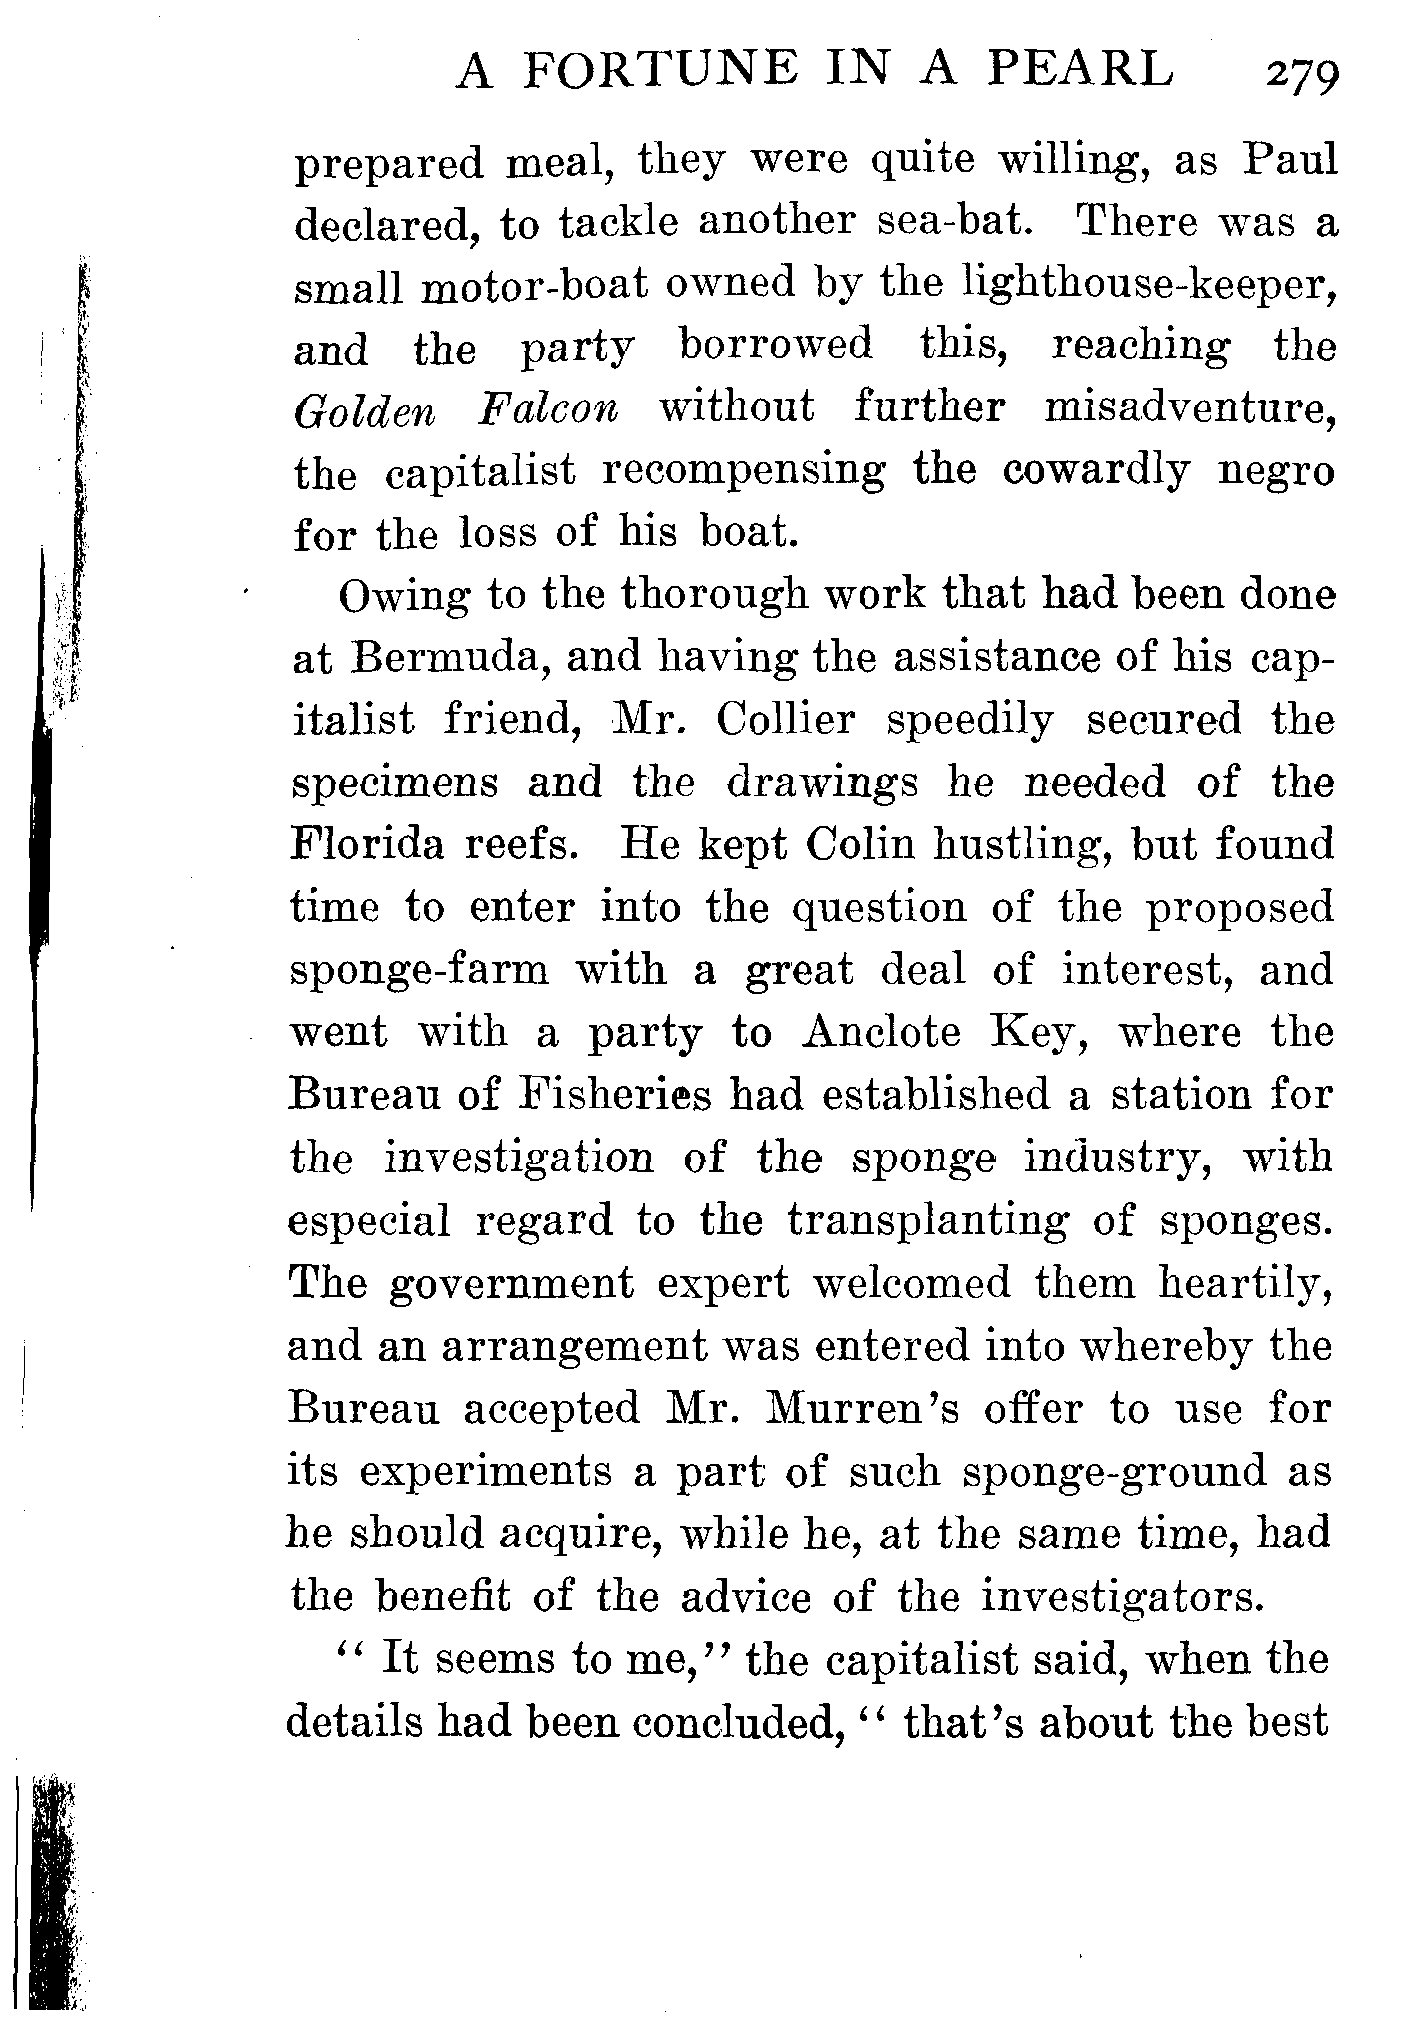 A FORTUNE IN A PEARL 279
prepared meal, they were quite willing, as Paul
declared, to tackle another sea-bat. There was a
small motor-boat owned by the lighthouse-keeper,
and the party borrowed this, reaching the
Golden Falcon without further misadventure,
the capitalist recompensing the cowardly negro
for the loss of his boat.
Owing to the thorough work that had been done
at Bermuda, and having the assistance of his cap-
italist friend, Mr. Collier speedily secured the
specimens and the drawings he needed of the
Florida reefs. He kept Colin hustling, but found
time to enter into the question of the proposed
sponge-farm with a great deal of interest, and
went with a party to Anclote Key, where the
Bureau of Fisheries had established a station for
the investigation of the sponge industry, with
especial regard to the transplanting of sponges.
The government expert welcomed them heartily,
and an arrangement was entered into whereby the
Bureau accepted Mr. Murren's offer to use for
its experiments a part of such sponge-ground as
he should acquire, while he, at the same time, had
the benefit of the advice of the investigators.
“ It seems to me,” the capitalist said, when the
details had been concluded, “ that's about the best